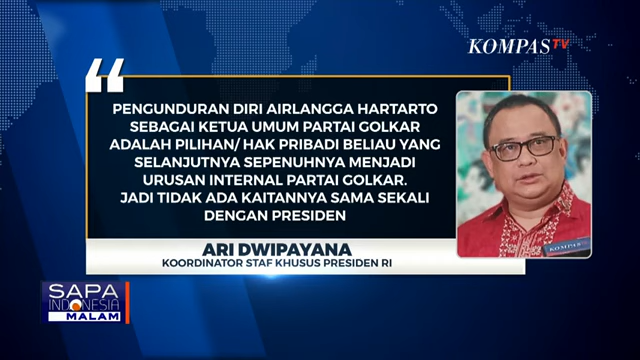 KOMPAS TV
“
PENGUNDURAN DIRI AIRLANGGA HARTARTO
SEBAGAI KETUA UMUM PARTAI GOLKAR
ADALAH PILIHAN/ HAK PRIBADI BELIAU YANG
SELANJUTNYA SEPENUHNYA MENJADI
URUSAN INTERNAL PARTAI GOLKAR.
JADI TIDAK ADA KAITANNYA SAMA SEKALI
DENGAN PRESIDEN
KOMPAS
ARI DWIPAYANA
KOORDINATOR STAF KHUSUS PRESIDEN RI
SAPA
INDONESIA
MALAM